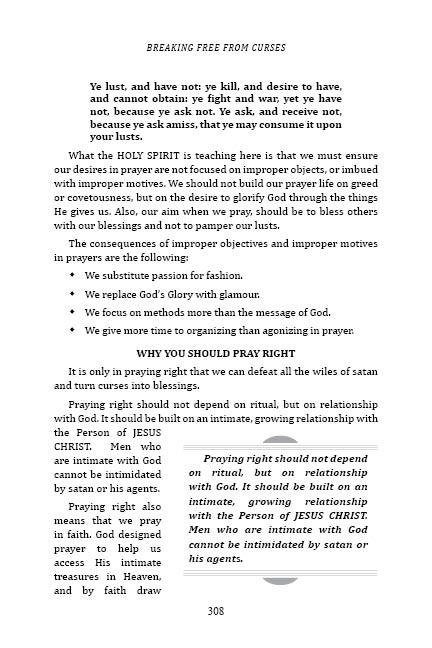 BREAKING FREE FROM CURSES
Ye lust, and have not: ye kill, and desire to have,
and cannot obtain: ye fight and war, yet ye have
not, because ye ask not. Ye ask, and receive not,
because ye ask amiss, that ye may consume it upon
your lusts.
What the HOLY SPIRIT is teaching here is that we must ensure
our desires in prayer are not focused on improper objects, or imbued
with improper motives. We should not build our prayer life on greed
or covetousness, but on the desire to glorify God through the things
He gives us. Also, our aim when we pray, should be to bless others
with our blessings and not to pamper our lusts.
The consequences of improper objectives and improper motives
in prayers are the following:
◆ We substitute passion for fashion.
◆ We replace God's Glory with glamour.
◆ We focus on methods more than the message of God.
◆ We give more time to organizing than agonizing in prayer.
WHY YOU SHOULD PRAY RIGHT
It is only in praying right that we can defeat all the wiles of satan
and turn curses into blessings.
Praying right should not depend on ritual, but on relationship
with God. It should be built on an intimate, growing relationship with
the Person of JESUS
CHRIST. Men who
are intimate with God
cannot be intimidated
by satan or his agents.
Praying right also
means that we pray
in faith. God designed
prayer to help us
access His intimate
treasures in Heaven,
and by faith draw
Praying right should not depend
on ritual, but on relationship
with God. It should be built on an
intimate, growing relationship
with the Person of JESUS CHRIST.
Men who are intimate with God
cannot be intimidated by satan or
his agents.
308